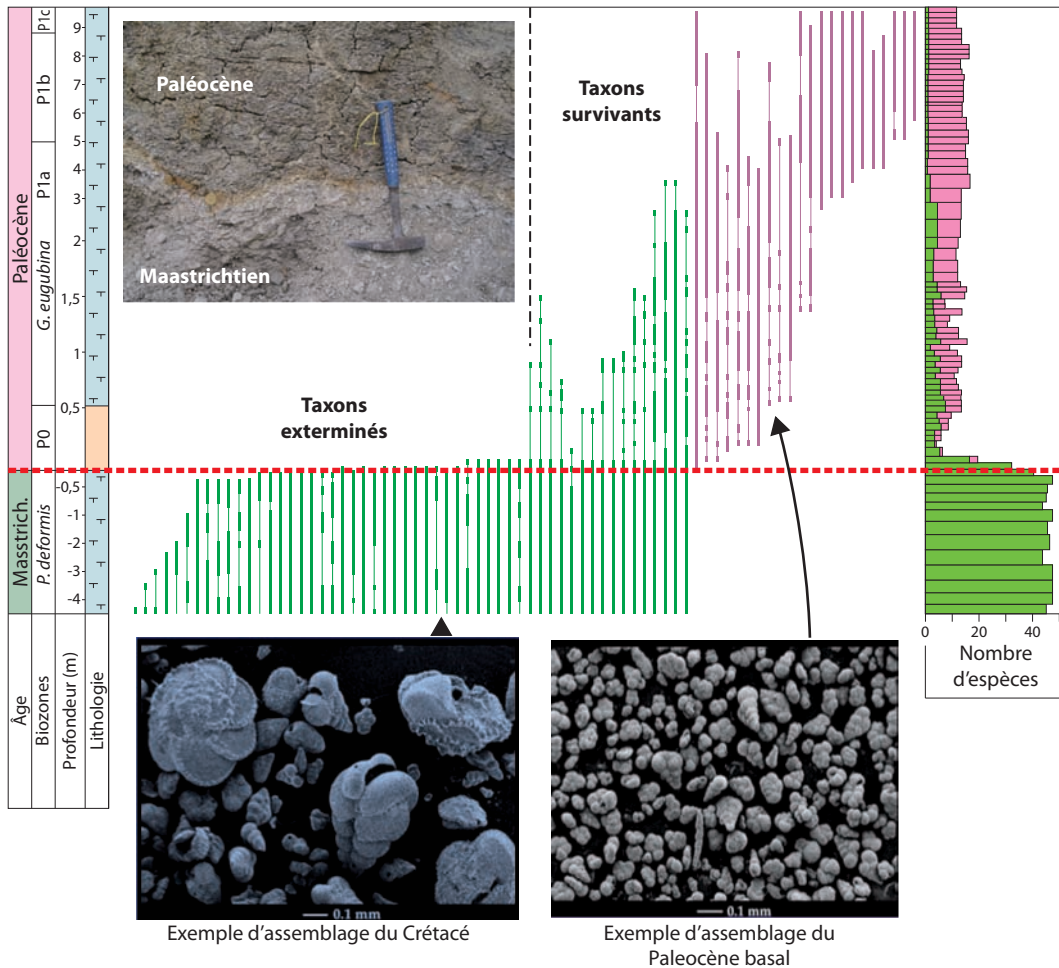 Âge
Paléocène
Masstrich.
Biozones
P1c
P1b
P1a
G. eugubina
P0
P. deformis
Profondeur (m)
9
8
7
6
5
4
3
2
1,5
1
0,5
-0,5
-1
-2
-3
-4
Lithologie
Paléocène
Maastrichtien
Taxons
exterminés
Taxons
survivants
0
20
40
Nombre
d'espèces
0.1 mm
Exemple d'assemblage du Crétacé
0.1 mm
Exemple d'assemblage du
Paleocène basal